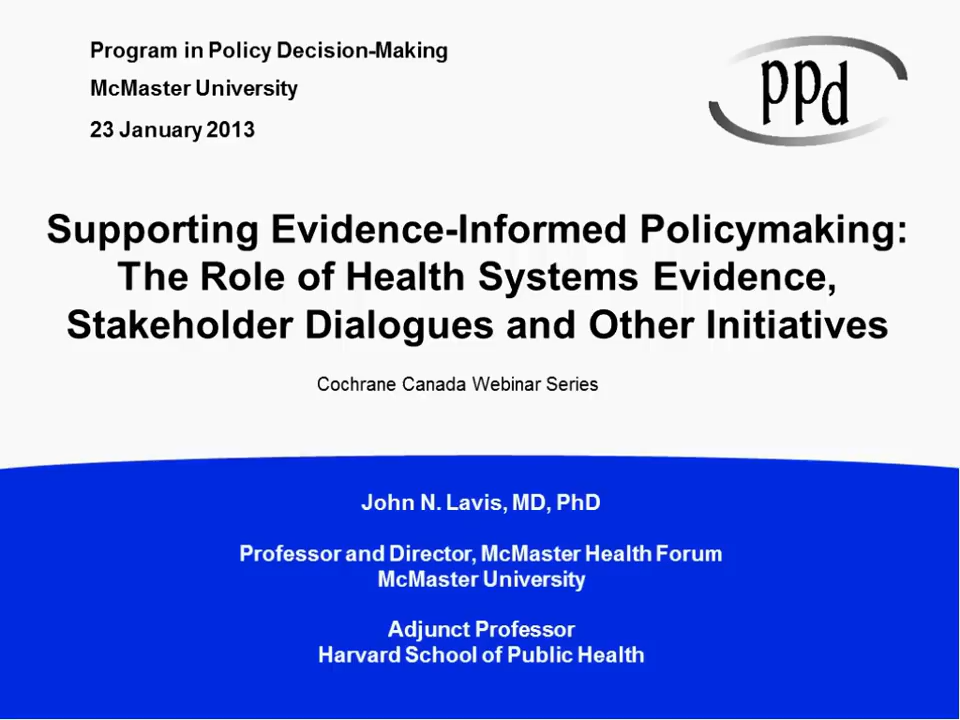 Program in Policy Decision-Making
McMaster University
23 January 2013
ppd
Supporting Evidence-Informed Policymaking:
The Role of Health Systems Evidence,
Stakeholder Dialogues and Other Initiatives
Cochrane Canada Webinar Series
John N. Lavis, MD, PhD
Professor and Director, McMaster Health Forum
McMaster University
Adjunct Professor
Harvard School of Public Health